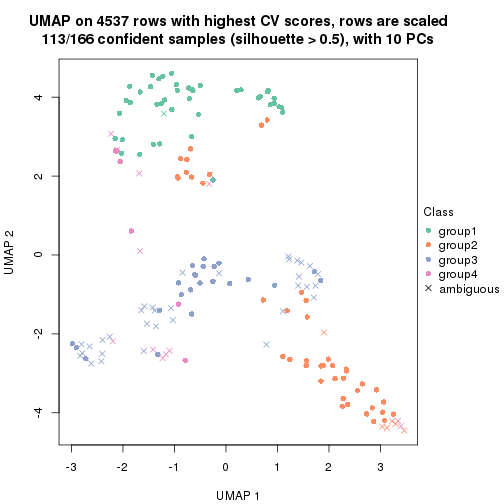 UMAP on 4537 rows with highest CV scores, rows are scaled
113/166 confident samples (silhouette > 0.5), with 10 PCs
4
2
0
-2
-4
UMAP 2
-3 -2 -1 0 1 2 3
UMAP 1
Class
group1
group2
group3
group4
ambiguous